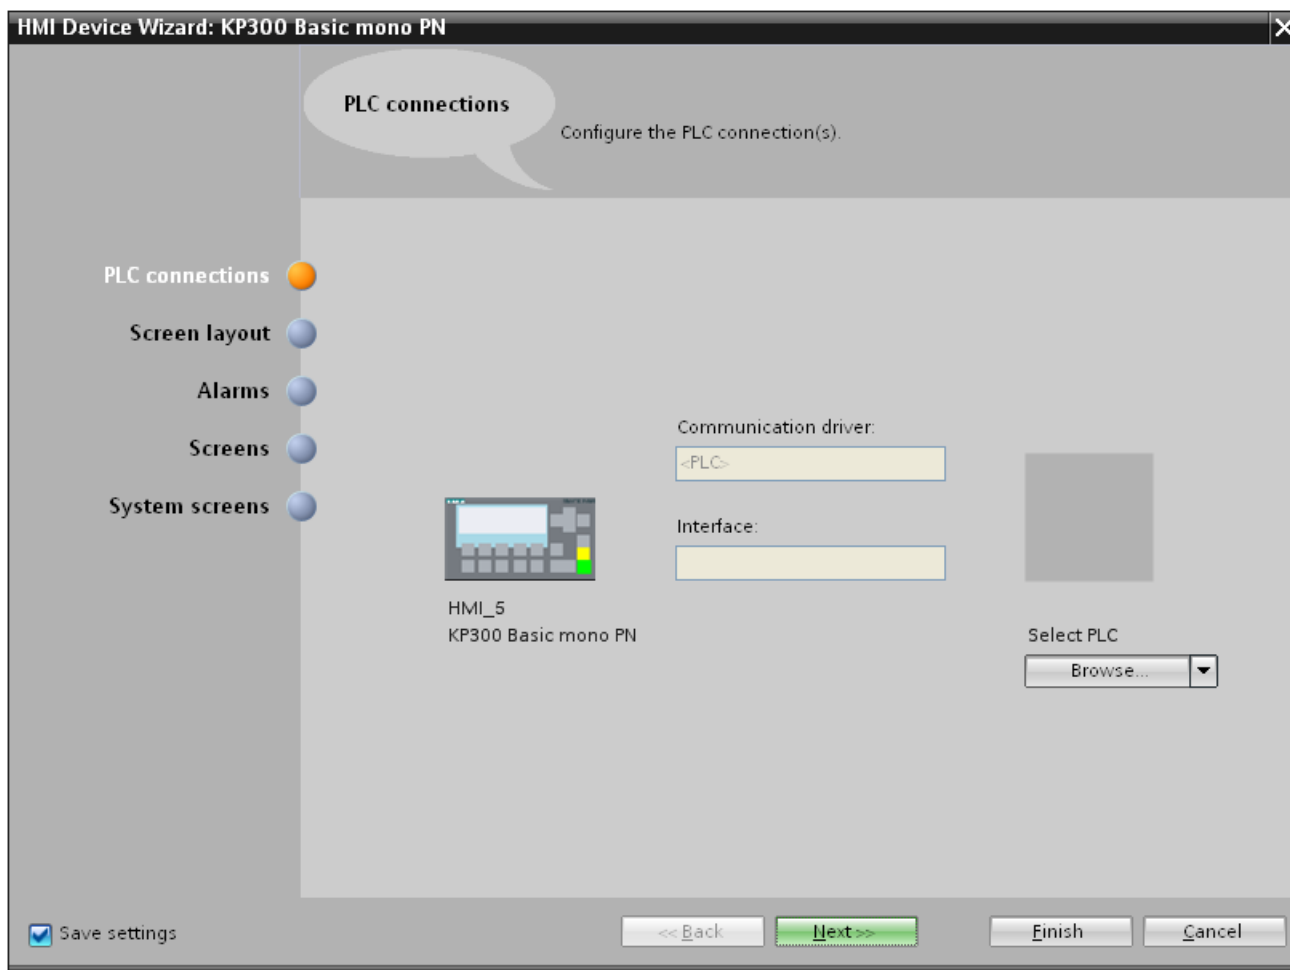 HMI Device Wizard: KP300 Basic mono PN
PLC connections
Configure the PLC connection(s).
PLC connections
Screen layout
Alarms
Screens
System screens
Communication driver:
<PLC>
Interface:
HMI_5
KP300 Basic mono PN
Select PLC
Browse...
Save settings
<< Back
Next >>
Finish
Cancel